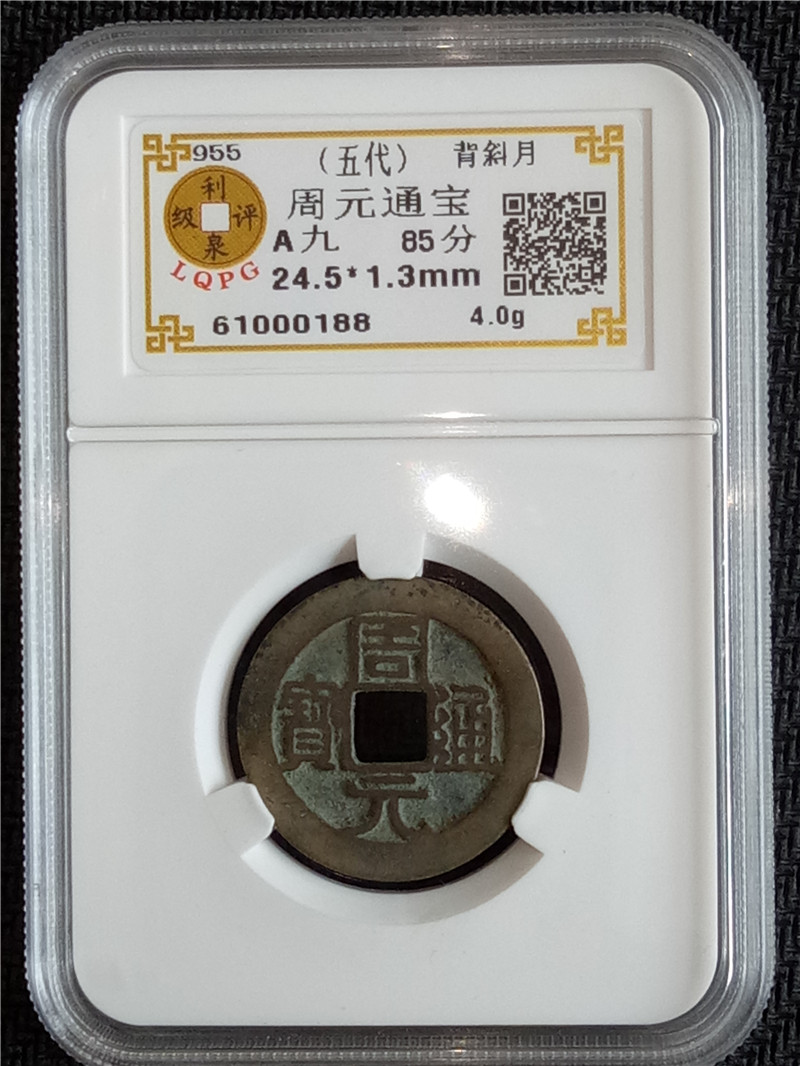 955 （五代） 背斜月
利泉评级
LQPG
周元通宝
A九 85分
24.5*1.3mm
61000188 4.0g
周元通寳